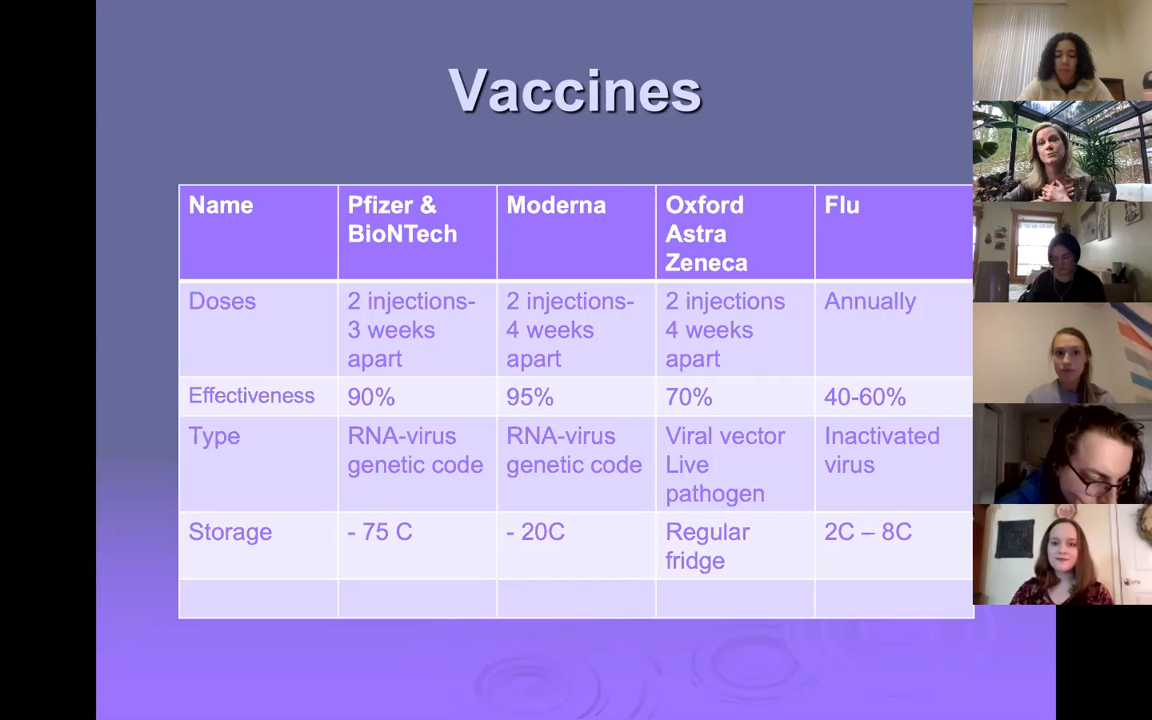 Vaccines
Name
Pfizer &
BioNTech
Moderna
Oxford
Astra
Zeneca
Flu
Doses
2 injections-
3 weeks
apart
2 injections-
4 weeks
apart
2 injections
4 weeks
apart
Annually
Effectiveness
90%
95%
70%
40-60%
Type
RNA-virus
genetic code
RNA-virus
genetic code
Viral vector
Live
pathogen
Inactivated
virus
Storage
- 75 C
- 20C
Regular
fridge
2C – 8C